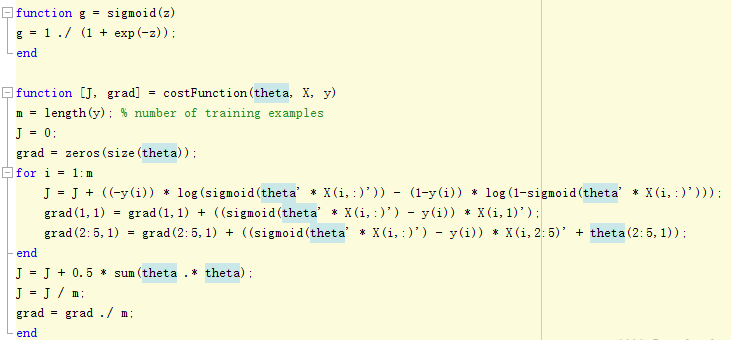 function g = sigmoid(z)
g = 1 ./ (1 + exp(-z));
end
function [J, grad] = costFunction(theta, X, y)
m = length(y); % number of training examples
J = 0;
grad = zeros(size(theta));
for i = 1:m
J = J + ((-y(i)) * log(sigmoid(theta' * X(i,:)')) - (1-y(i)) * log(1-sigmoid(theta' * X(i,:)')));
grad(1,1) = grad(1,1) + ((sigmoid(theta' * X(i,:)') - y(i)) * X(i,1)');
grad(2:5,1) = grad(2:5,1) + ((sigmoid(theta' * X(i,:)') - y(i)) * X(i,2:5)' + theta(2:5,1));
end
J = J + 0.5 * sum(theta .* theta);
J = J / m;
grad = grad ./ m;
end